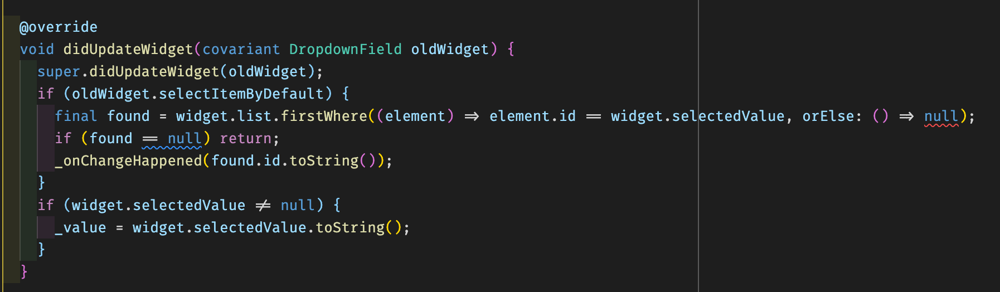 @override
void didUpdateWidget(covariant DropdownField oldWidget) {
  super.didUpdateWidget(oldWidget);
  if (oldWidget.selectItemByDefault) {
    final found = widget.list.firstWhere((element) => element.id == widget.selectedValue, orElse: () => null);
    if (found == null) return;
    _onChangeHappened(found.id.toString());
  }
  if (widget.selectedValue != null) {
    _value = widget.selectedValue.toString();
  }
}